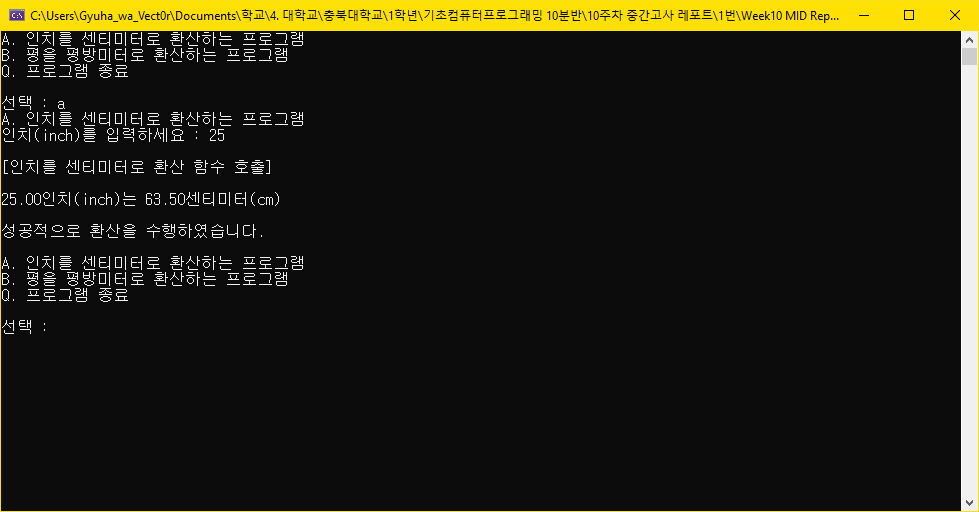 C:\Users\Gyuha_wa_Vect0r\Documents\학교\4. 대학교\충북대학교\1학년\기초컴퓨터프로그래밍 10분반\10주차 중간고사 레포트\1번\Week10 MID Rep...
A. 인치를 센티미터로 환산하는 프로그램
B. 평을 평방미터로 환산하는 프로그램
Q. 프로그램 종료
선택 : a
A. 인치를 센티미터로 환산하는 프로그램
인치(inch)를 입력하세요 : 25
[인치를 센티미터로 환산 함수 호출]
25.00인치(inch)는 63.50센티미터(cm)
성공적으로 환산을 수행하였습니다.
A. 인치를 센티미터로 환산하는 프로그램
B. 평을 평방미터로 환산하는 프로그램
Q. 프로그램 종료
선택 :